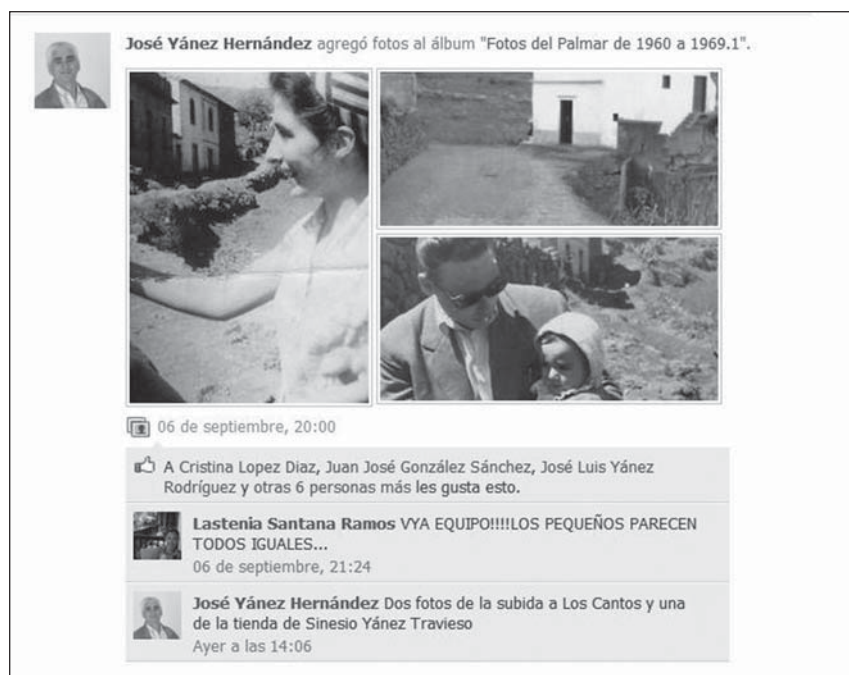 José Yánez Hernández agregó fotos al álbum "Fotos del Palmar de 1960 a 1969.1".
06 de septiembre, 20:00
A Cristina Lopez Diaz, Juan José González Sánchez, José Luis Yánez
Rodríguez y otras 6 personas más les gusta esto.
Lastenia Santana Ramos VYA EQUIPO!!!!LOS PEQUEÑOS PARECEN
TODOS IGUALES...
06 de septiembre, 21:24
José Yánez Hernández Dos fotos de la subida a Los Cantos y una
de la tienda de Sinesio Yánez Travieso
Ayer a las 14:06